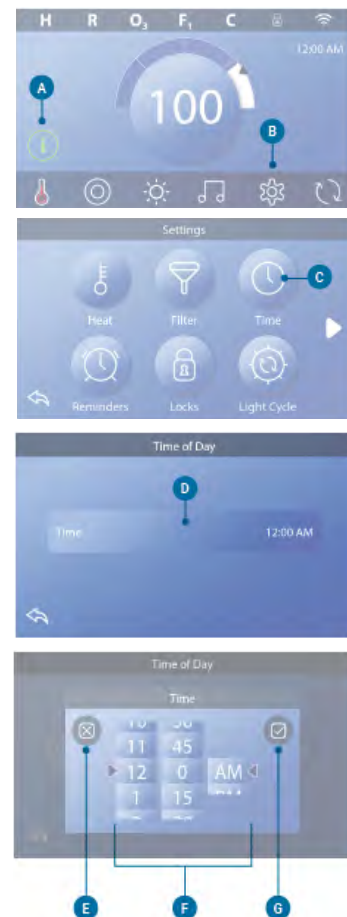 H R O₃ F₁ C
12:00 AM
A
100
B
Settings
C
Heat Filter Time
Reminders Locks Light Cycle
Time of Day
D
Time 12:00 AM
Time of Day
Time
11 45
12 0 AM
1 15
E F G